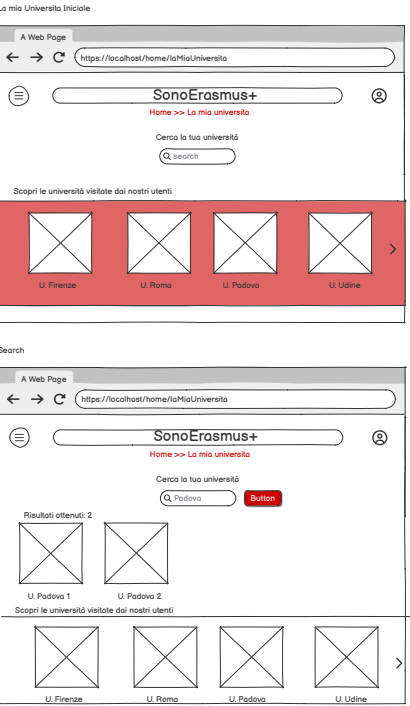 La mia Universita Iniziale
A Web Page
https://localhost/home/laMiaUniversita
SonoErasmus+
Home >> La mia universita
Cerca la tua università
search
Scopri le università visitate dai nostri utenti
U. Firenze
U. Roma
U. Padova
U. Udine
Search
A Web Page
https://localhost/home/laMiaUniversita
SonoErasmus+
Home >> La mia universita
Cerca la tua università
Padova
Button
Risultati ottenuti: 2
U. Padova 1
U. Padova 2
Scopri le università visitate dai nostri utenti
U. Firenze
U. Roma
U. Padova
U. Udine